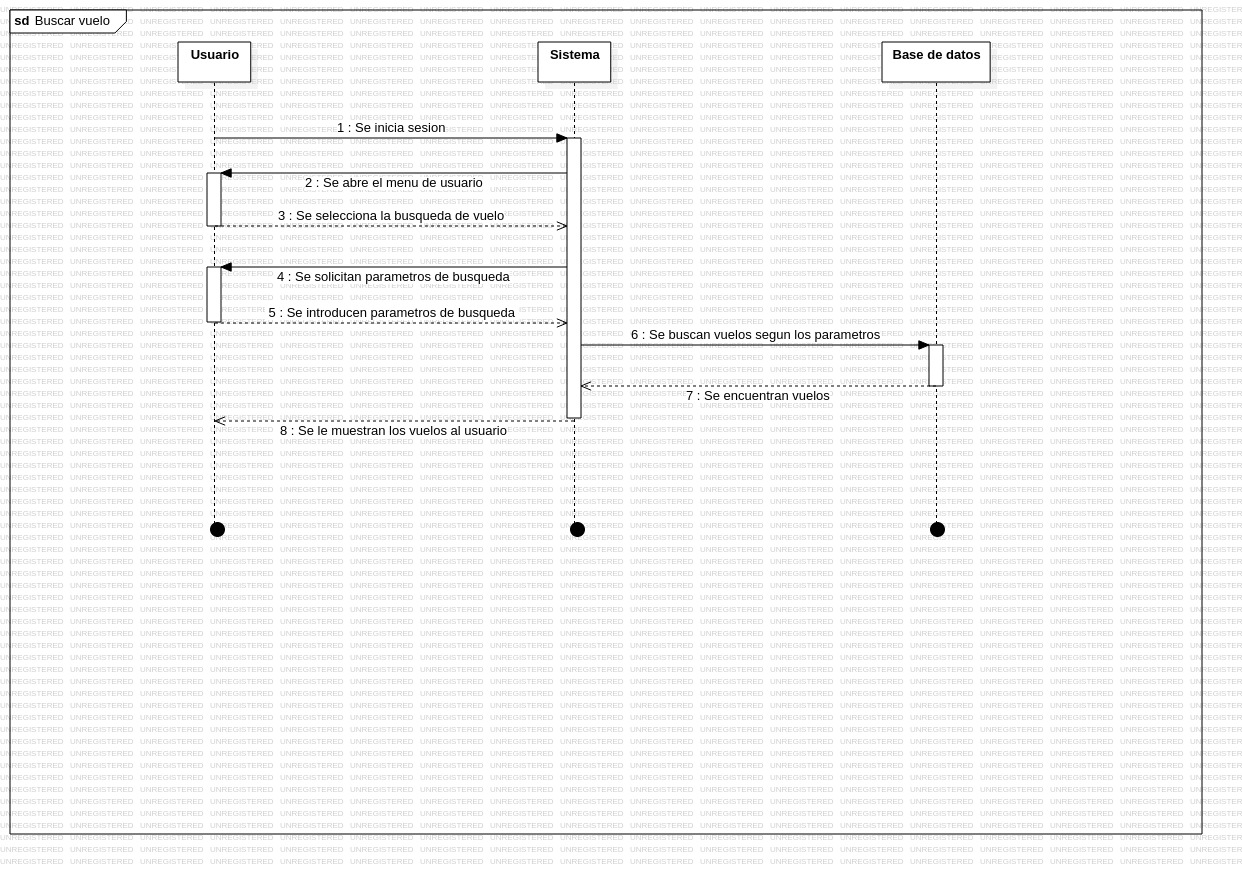 sd Buscar vuelo
Usuario
Sistema
Base de datos
1 : Se inicia sesion
2 : Se abre el menu de usuario
3 : Se selecciona la busqueda de vuelo
4 : Se solicitan parametros de busqueda
5 : Se introducen parametros de busqueda
6 : Se buscan vuelos segun los parametros
7 : Se encuentran vuelos
8 : Se le muestran los vuelos al usuario
UNREGISTERED